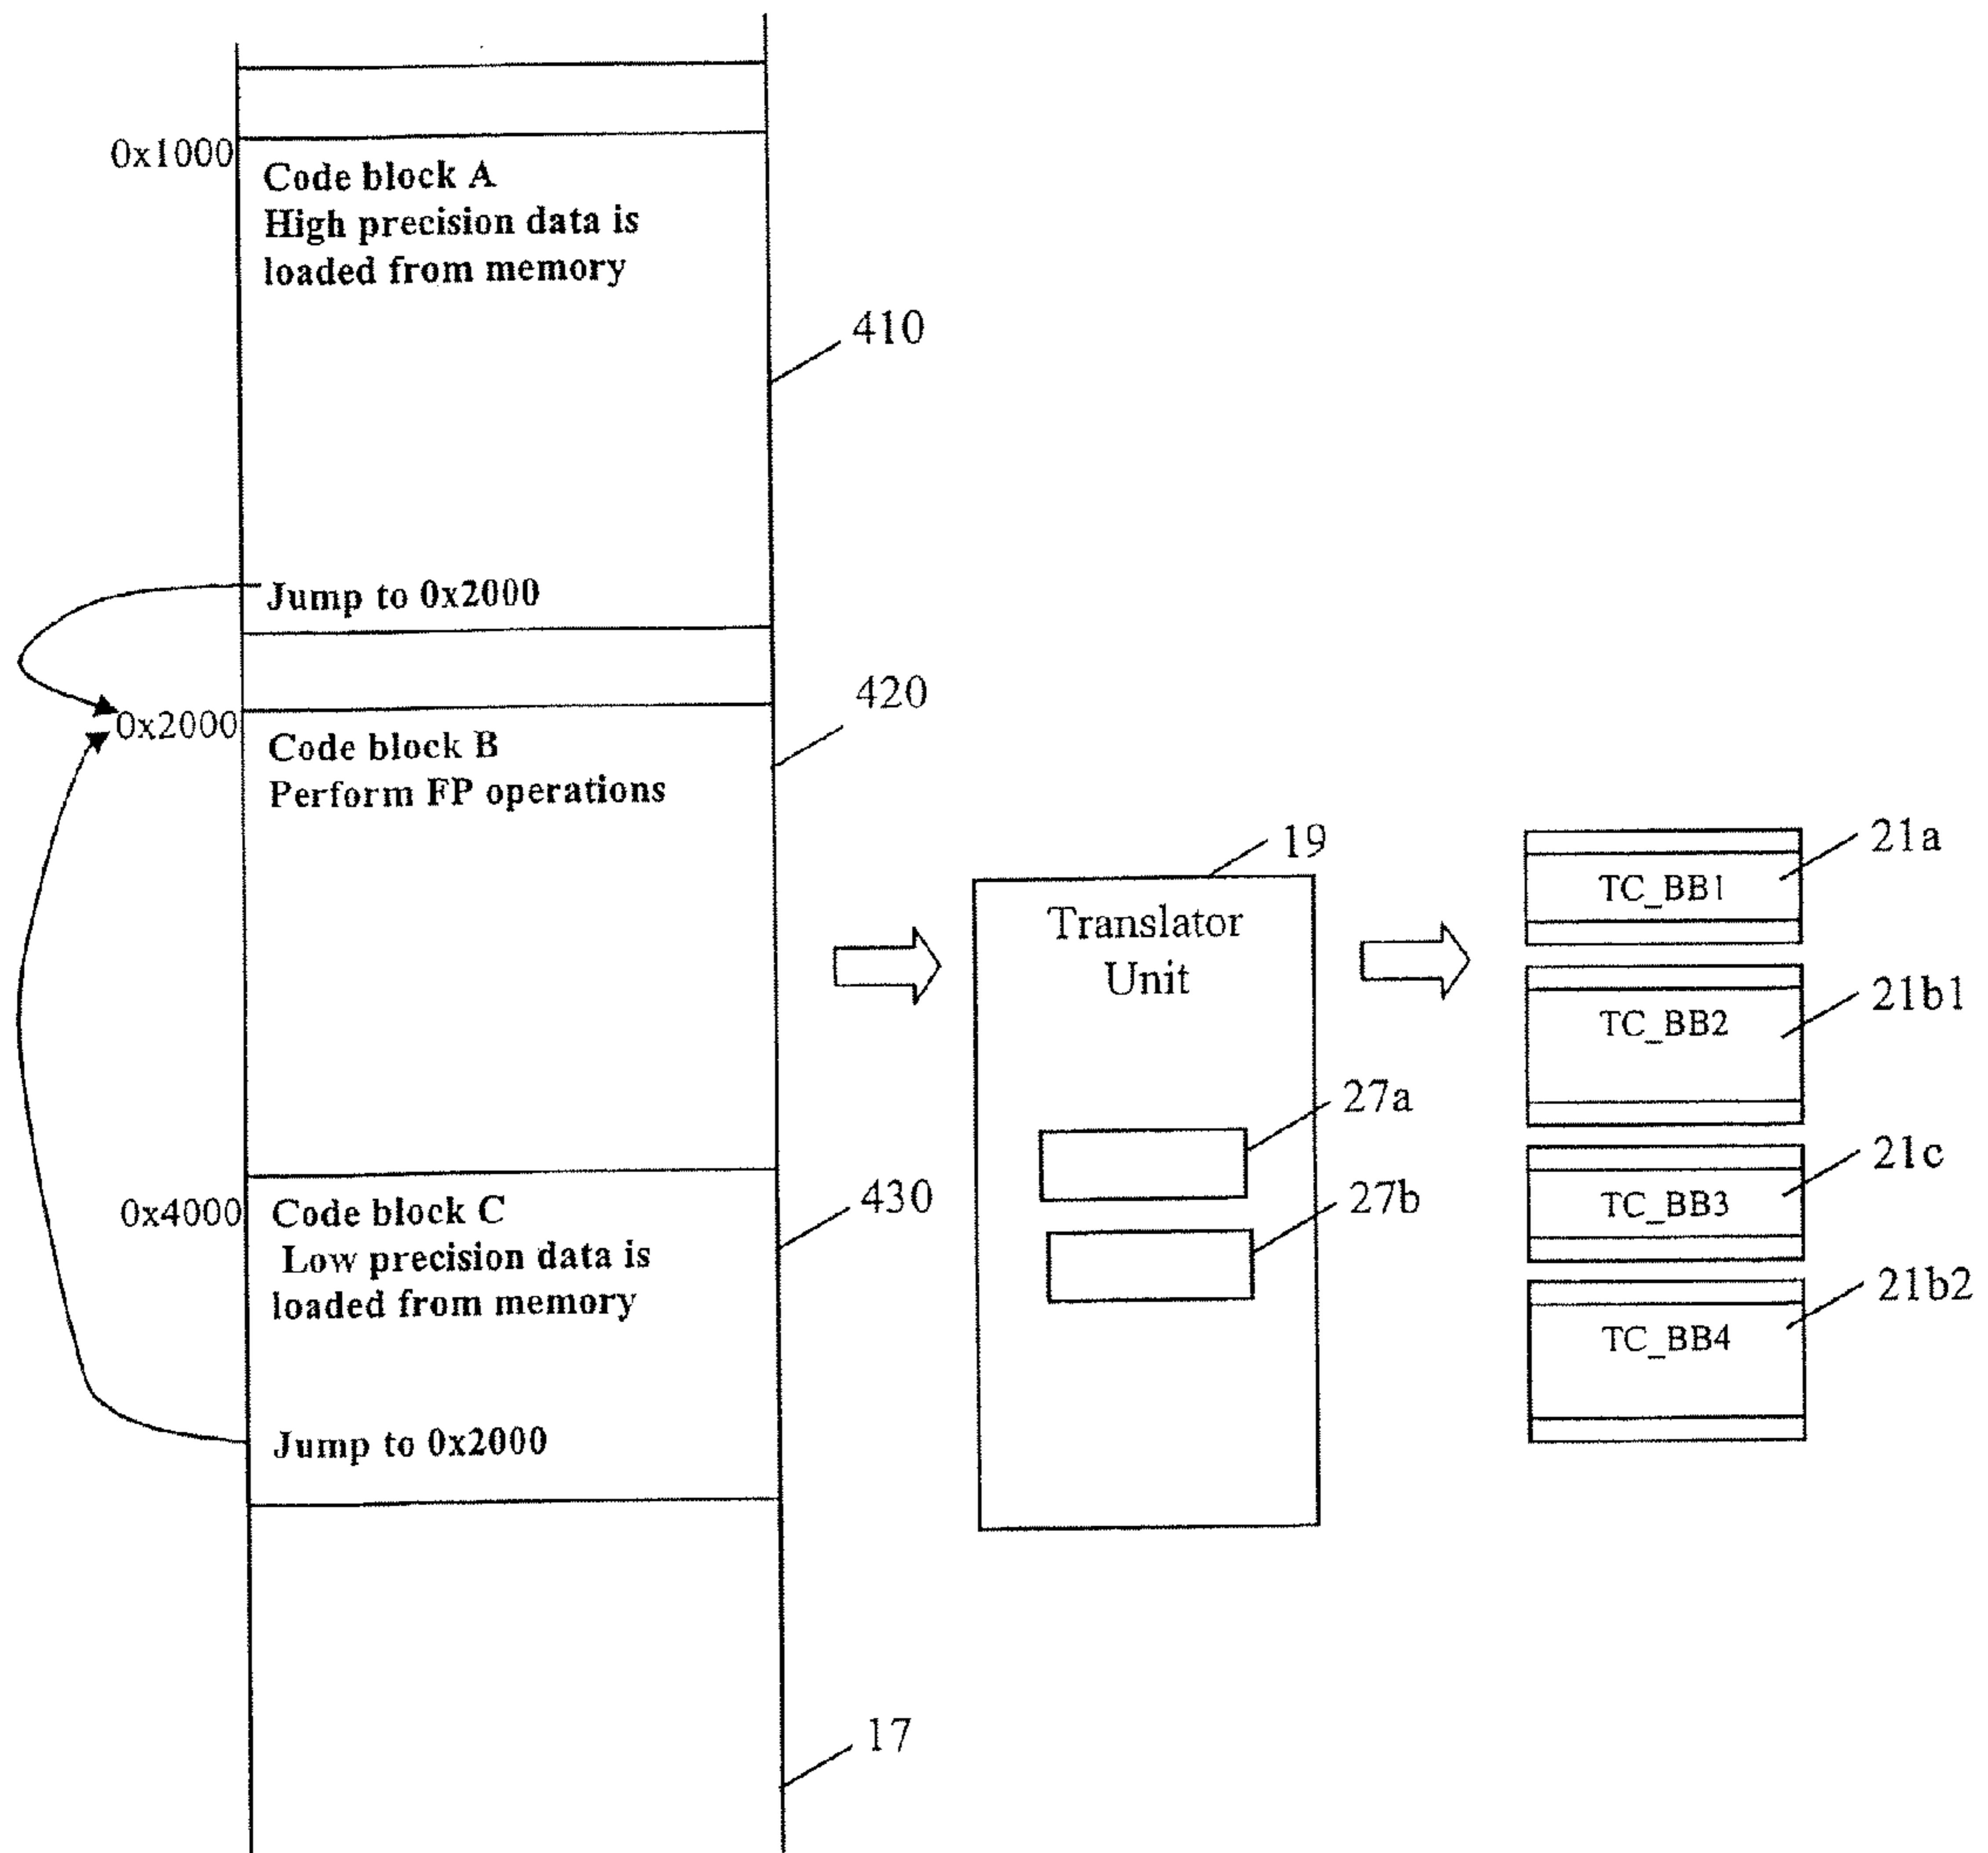 0x1000
Code block A
High precision data is
loaded from memory
410
Jump to 0x2000
420
0x2000
Code block B
Perform FP operations
19
Translator
Unit
27a
27b
21a
TC_BB1
21b1
TC_BB2
21c
TC_BB3
21b2
TC_BB4
430
0x4000
Code block C
Low precision data is
loaded from memory
Jump to 0x2000
17